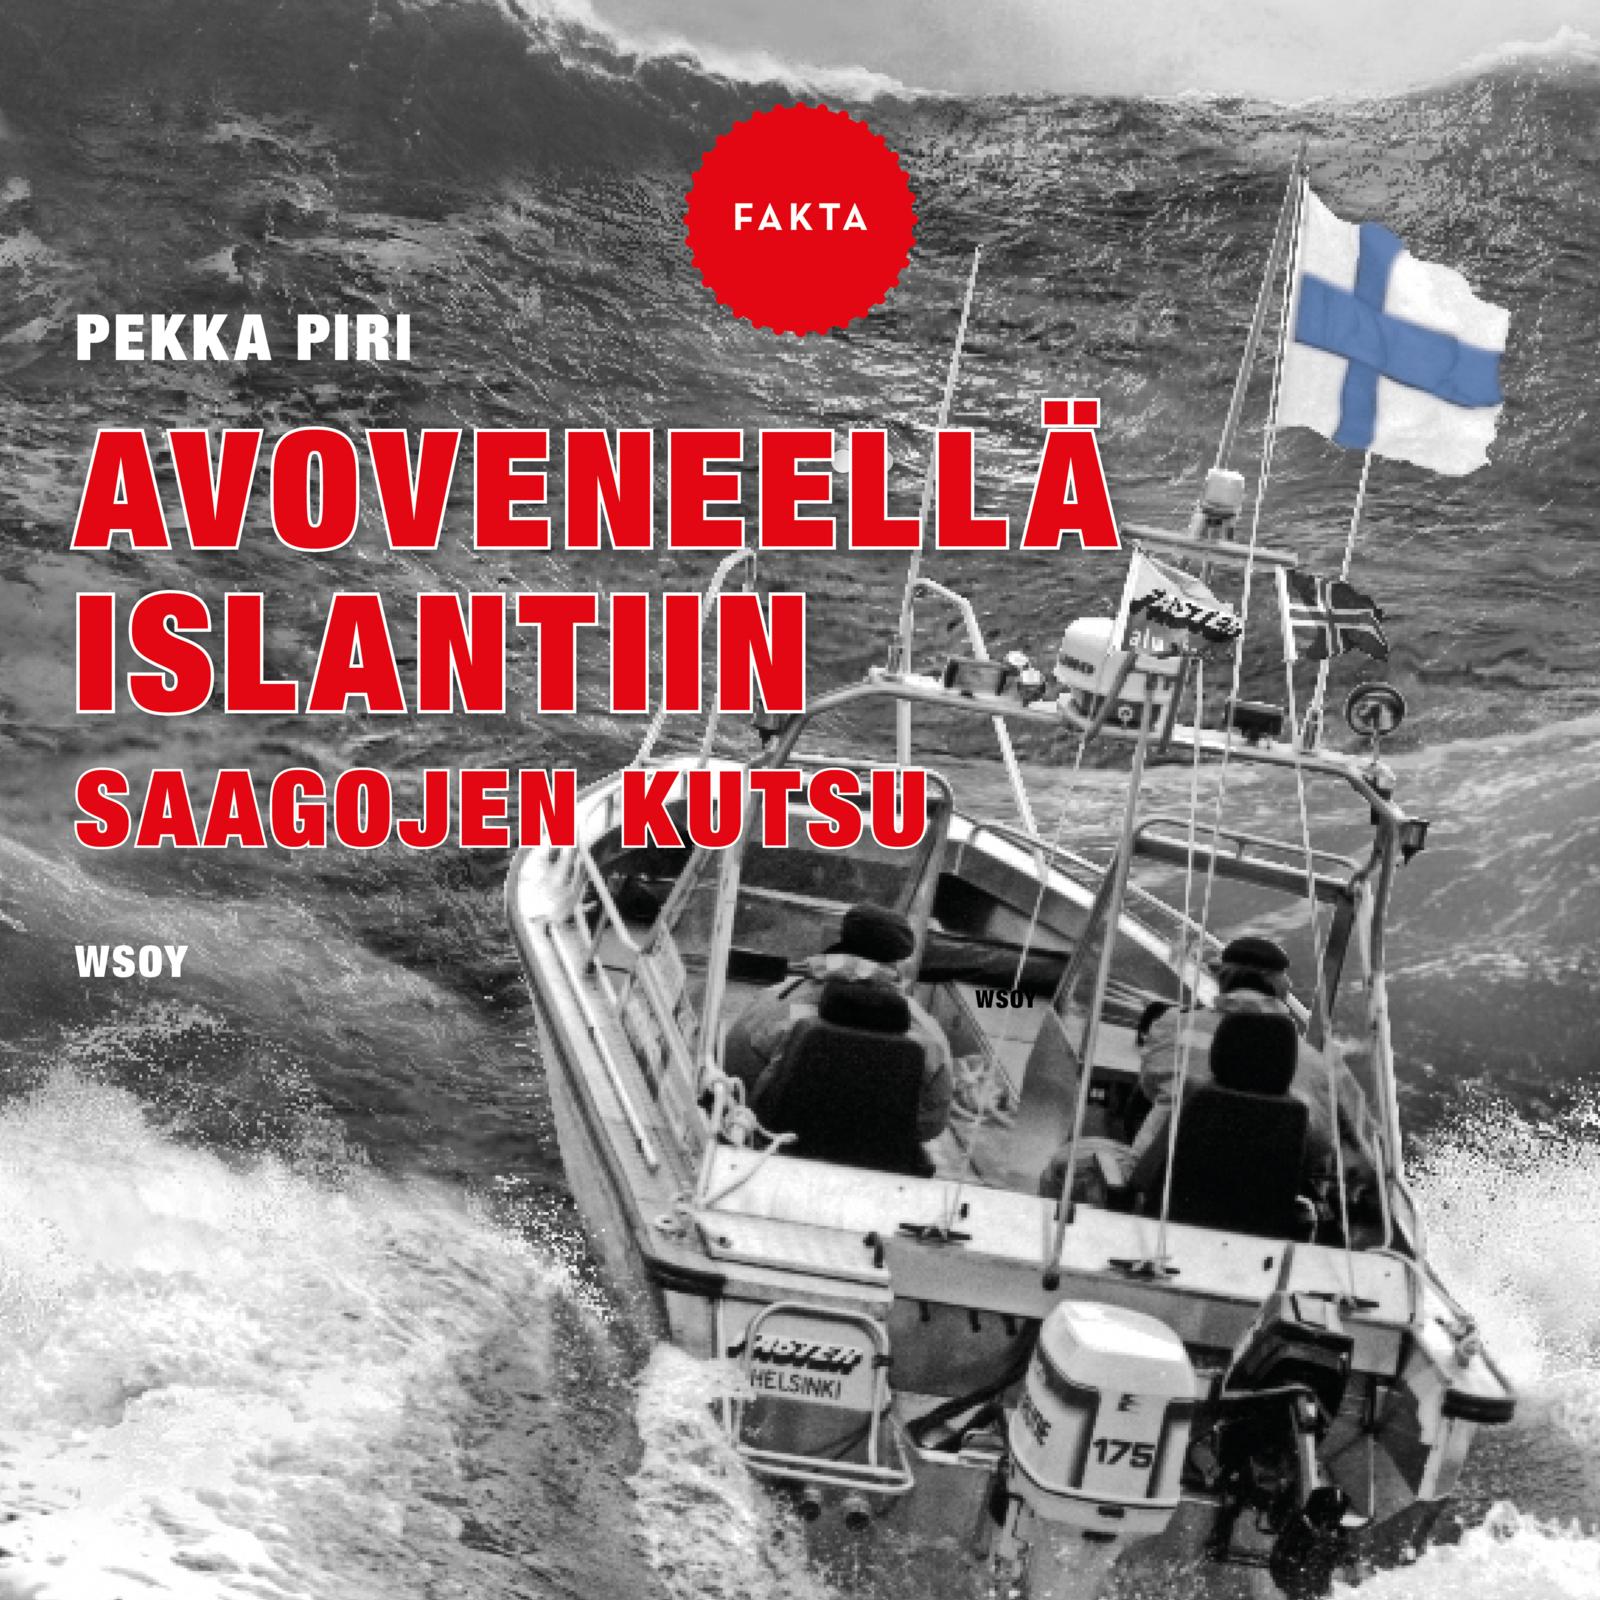 FAKTA
PEKKA PIRI
AVOVENEELLÄ
ISLANTIIN
SAAGOJEN KUTSU
WSOY
WSOY
HELSINKI
175